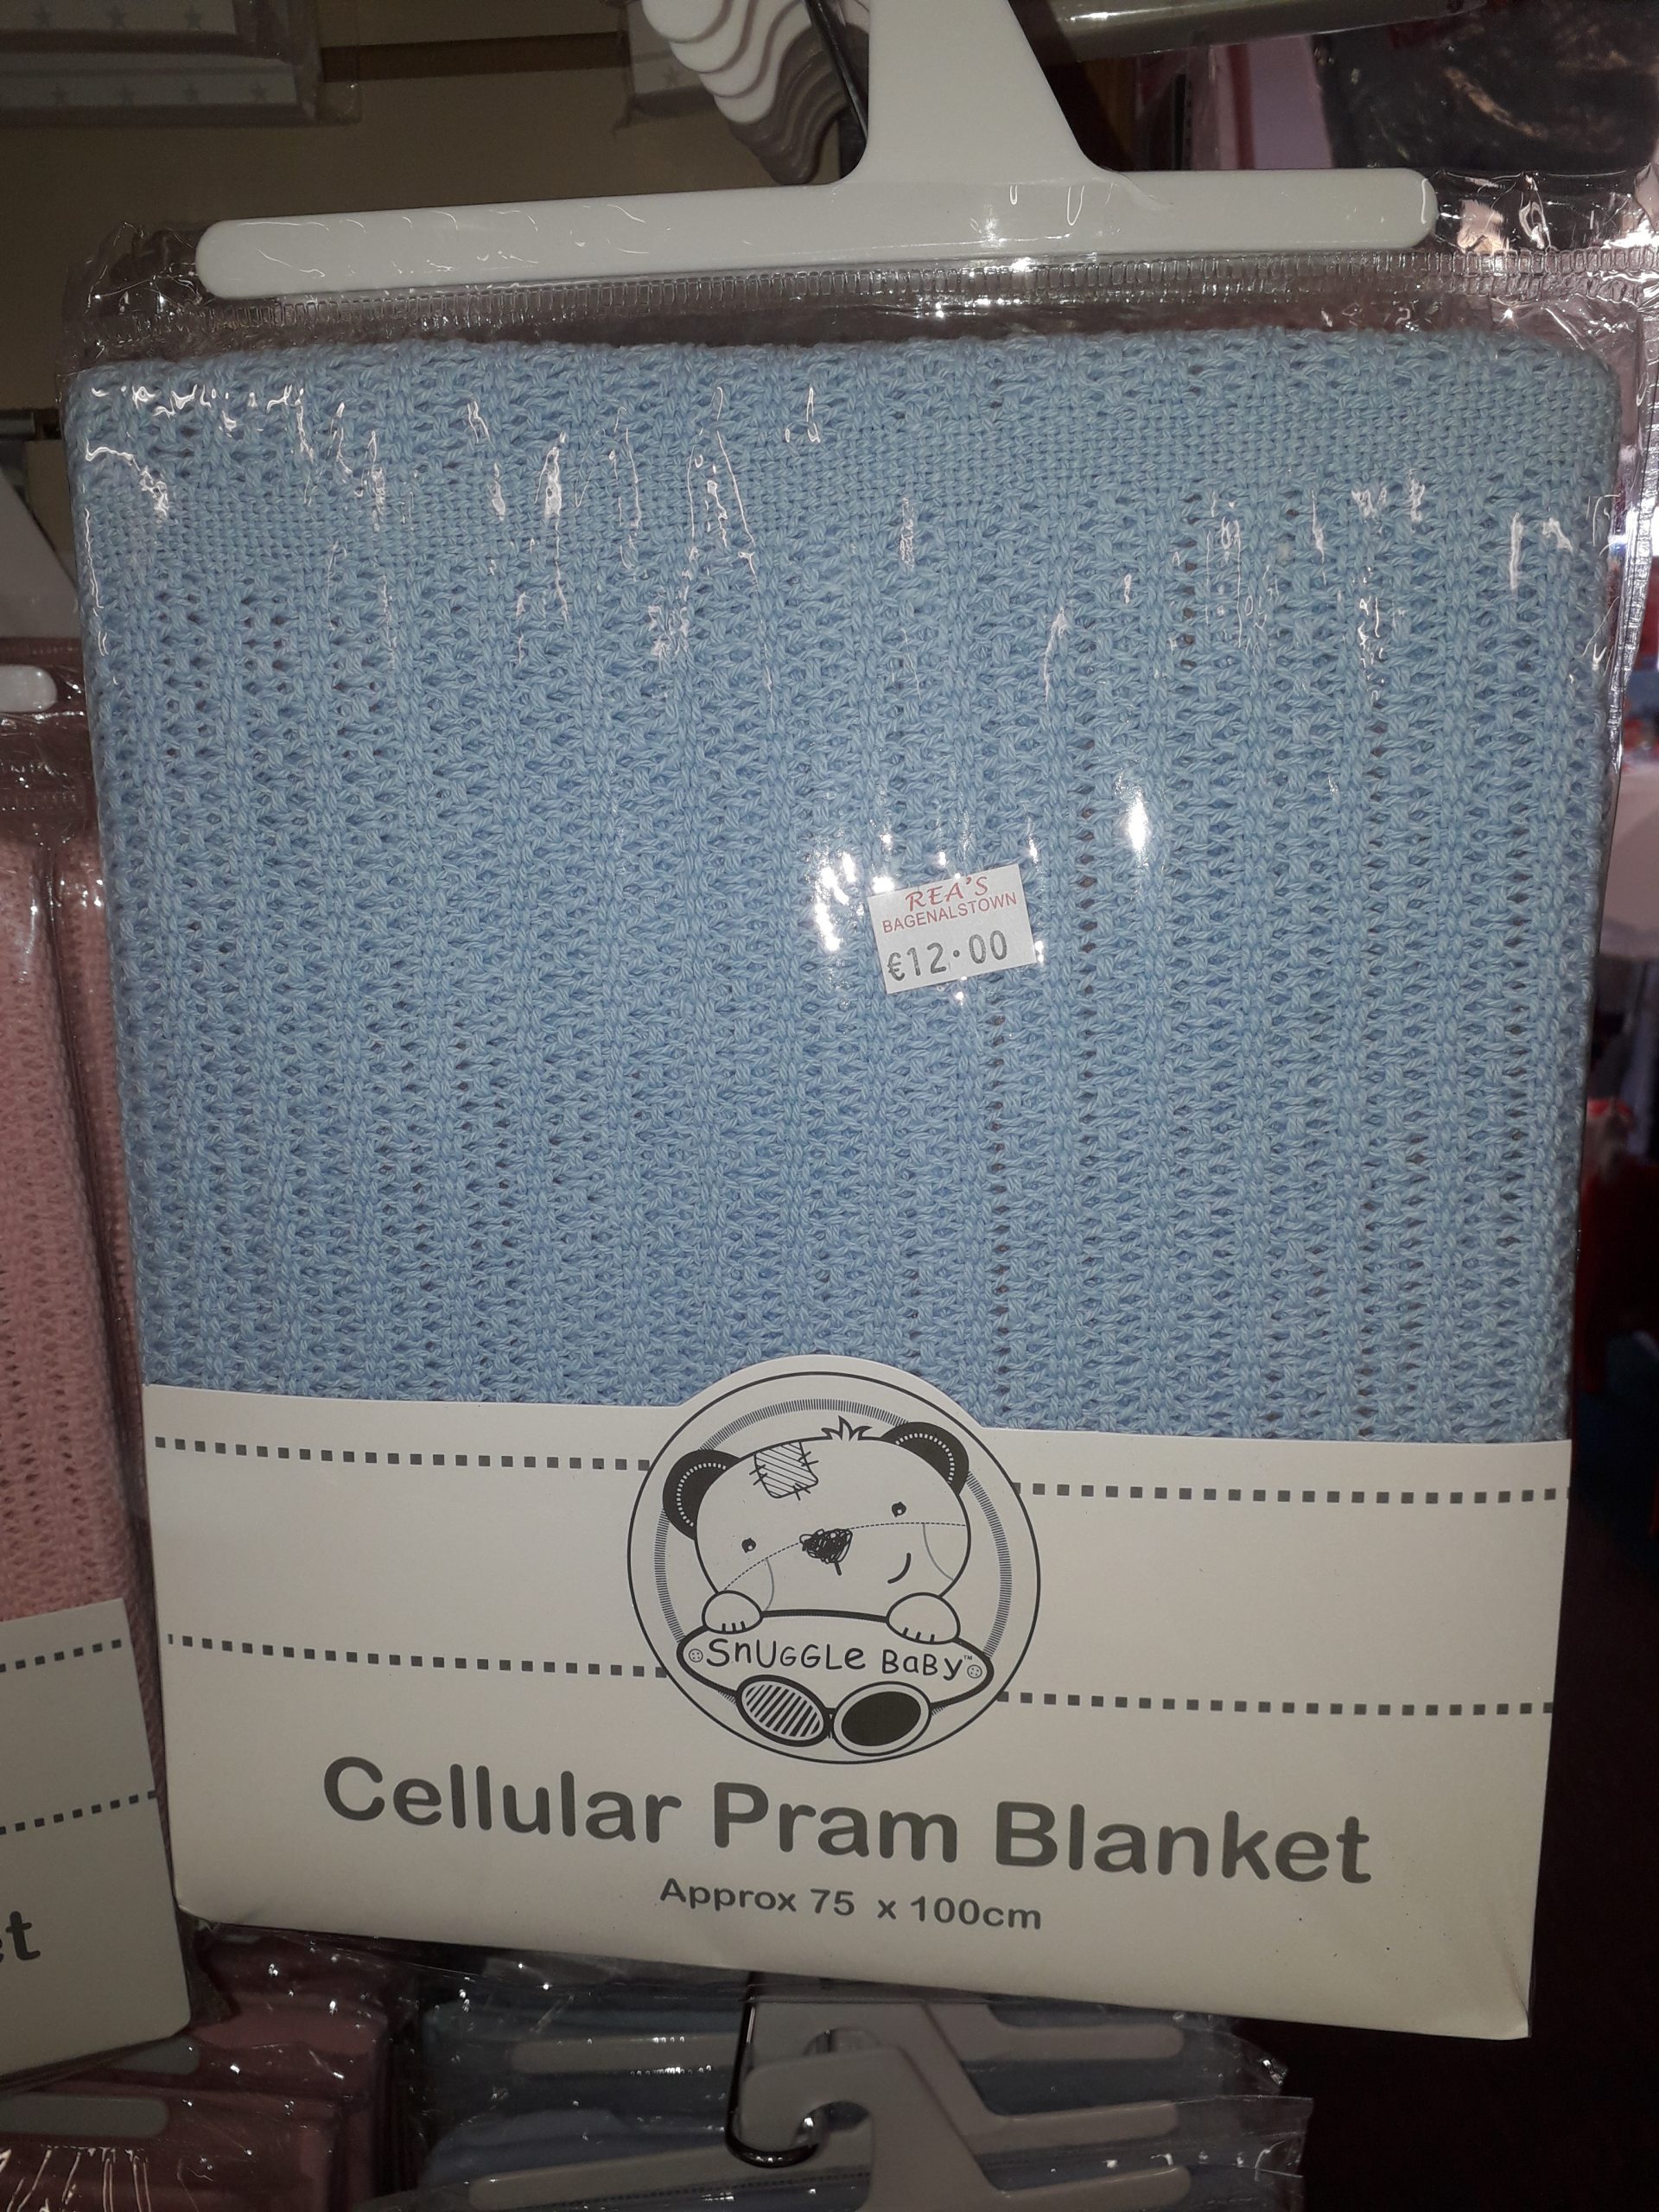 REA'S
BAGENALSTOWN
€12.00
SnUGGLe BaBY™
Cellular Pram Blanket
Approx 75 x 100cm